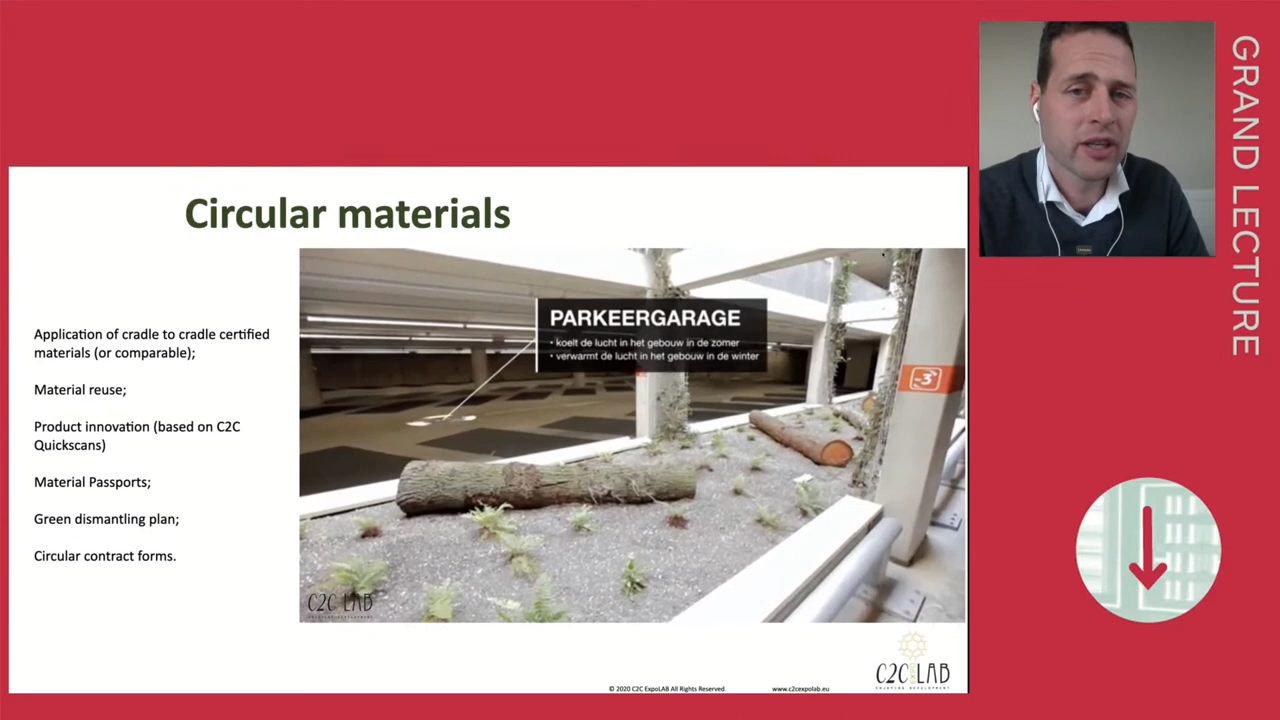 GRAND LECTURE
Circular materials
Application of cradle to cradle certified
materials (or comparable);
Material reuse;
Product innovation (based on C2C
Quickscans)
Material Passports;
Green dismantling plan;
Circular contract forms.
PARKEERGARAGE
• koelt de lucht in het gebouw in de zomer
• verwarmt de lucht in het gebouw in de winter
-3
C2C LAB
C2C EXPO LAB
ENJOYING DEVELOPMENT
© 2020 C2C ExpoLAB All Rights Reserved.
www.c2cexpolab.eu